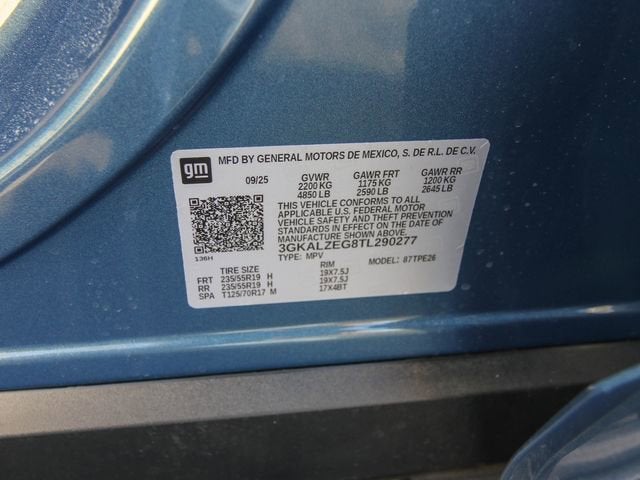 gm MFD BY GENERAL MOTORS DE MEXICO, S. DE R.L. DE C.V.
09/25 GVWR GAWR FRT GAWR RR
2200 KG 1175 KG 1200 KG
4850 LB 2590 LB 2645 LB
THIS VEHICLE CONFORMS TO ALL
APPLICABLE U.S. FEDERAL MOTOR
VEHICLE SAFETY AND THEFT PREVENTION
STANDARDS IN EFFECT ON THE DATE OF
MANUFACTURE SHOWN ABOVE.
3GKALZEG8TL290277
136H TYPE: MPV MODEL: 87TPE26
TIRE SIZE RIM
FRT 235/55R19 H 19X7.5J
RR 235/55R19 H 19X7.5J
SPA T125/70R17 M 17X4BT